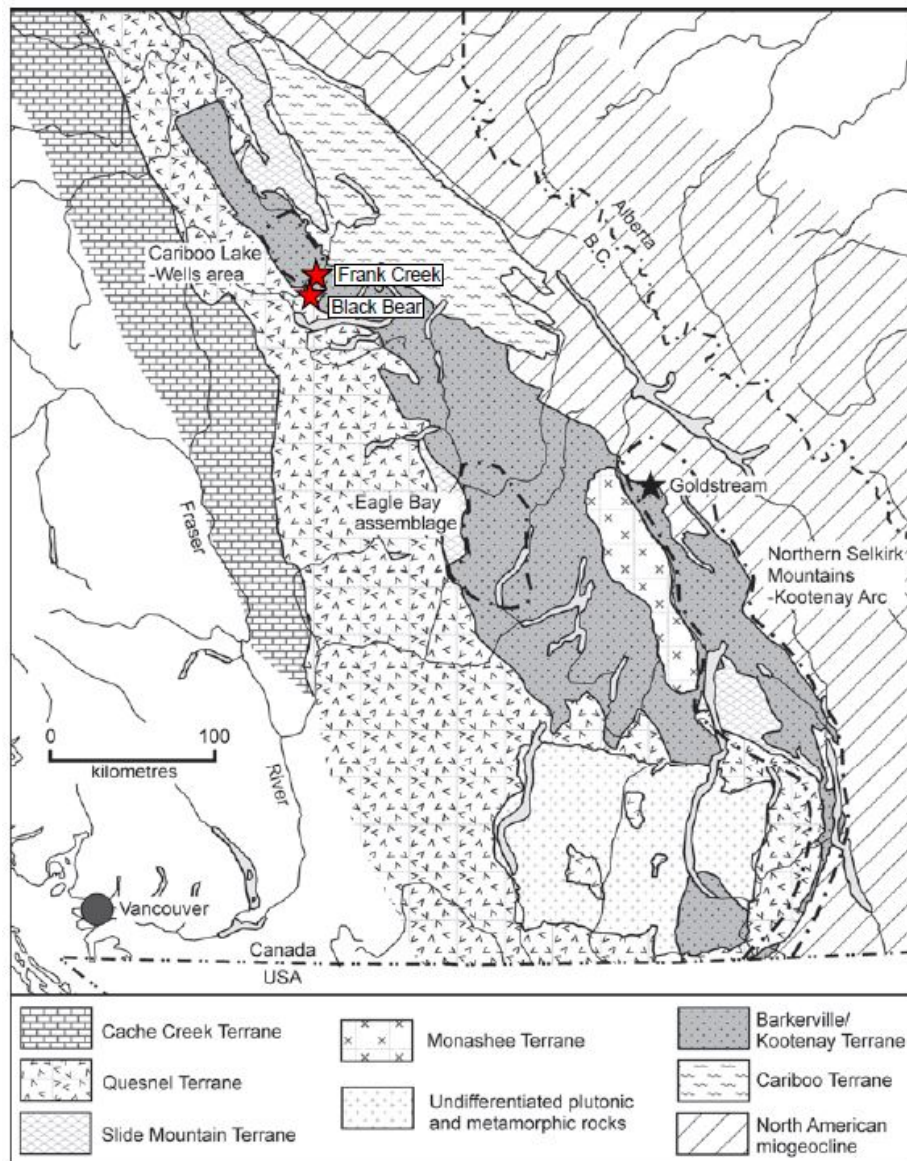 Alberta
B.C.
Cariboo Lake
-Wells area
Frank Creek
Black Bear
Goldstream
Eagle Bay
assemblage
Fraser
Northern Selkirk
Mountains
-Kootenay Arc
0 100
kilometres
River
Vancouver
Canada
USA
Cache Creek Terrane
Quesnel Terrane
Slide Mountain Terrane
Monashee Terrane
Undifferentiated plutonic
and metamorphic rocks
Barkerville/
Kootenay Terrane
Cariboo Terrane
North American
miogeocline